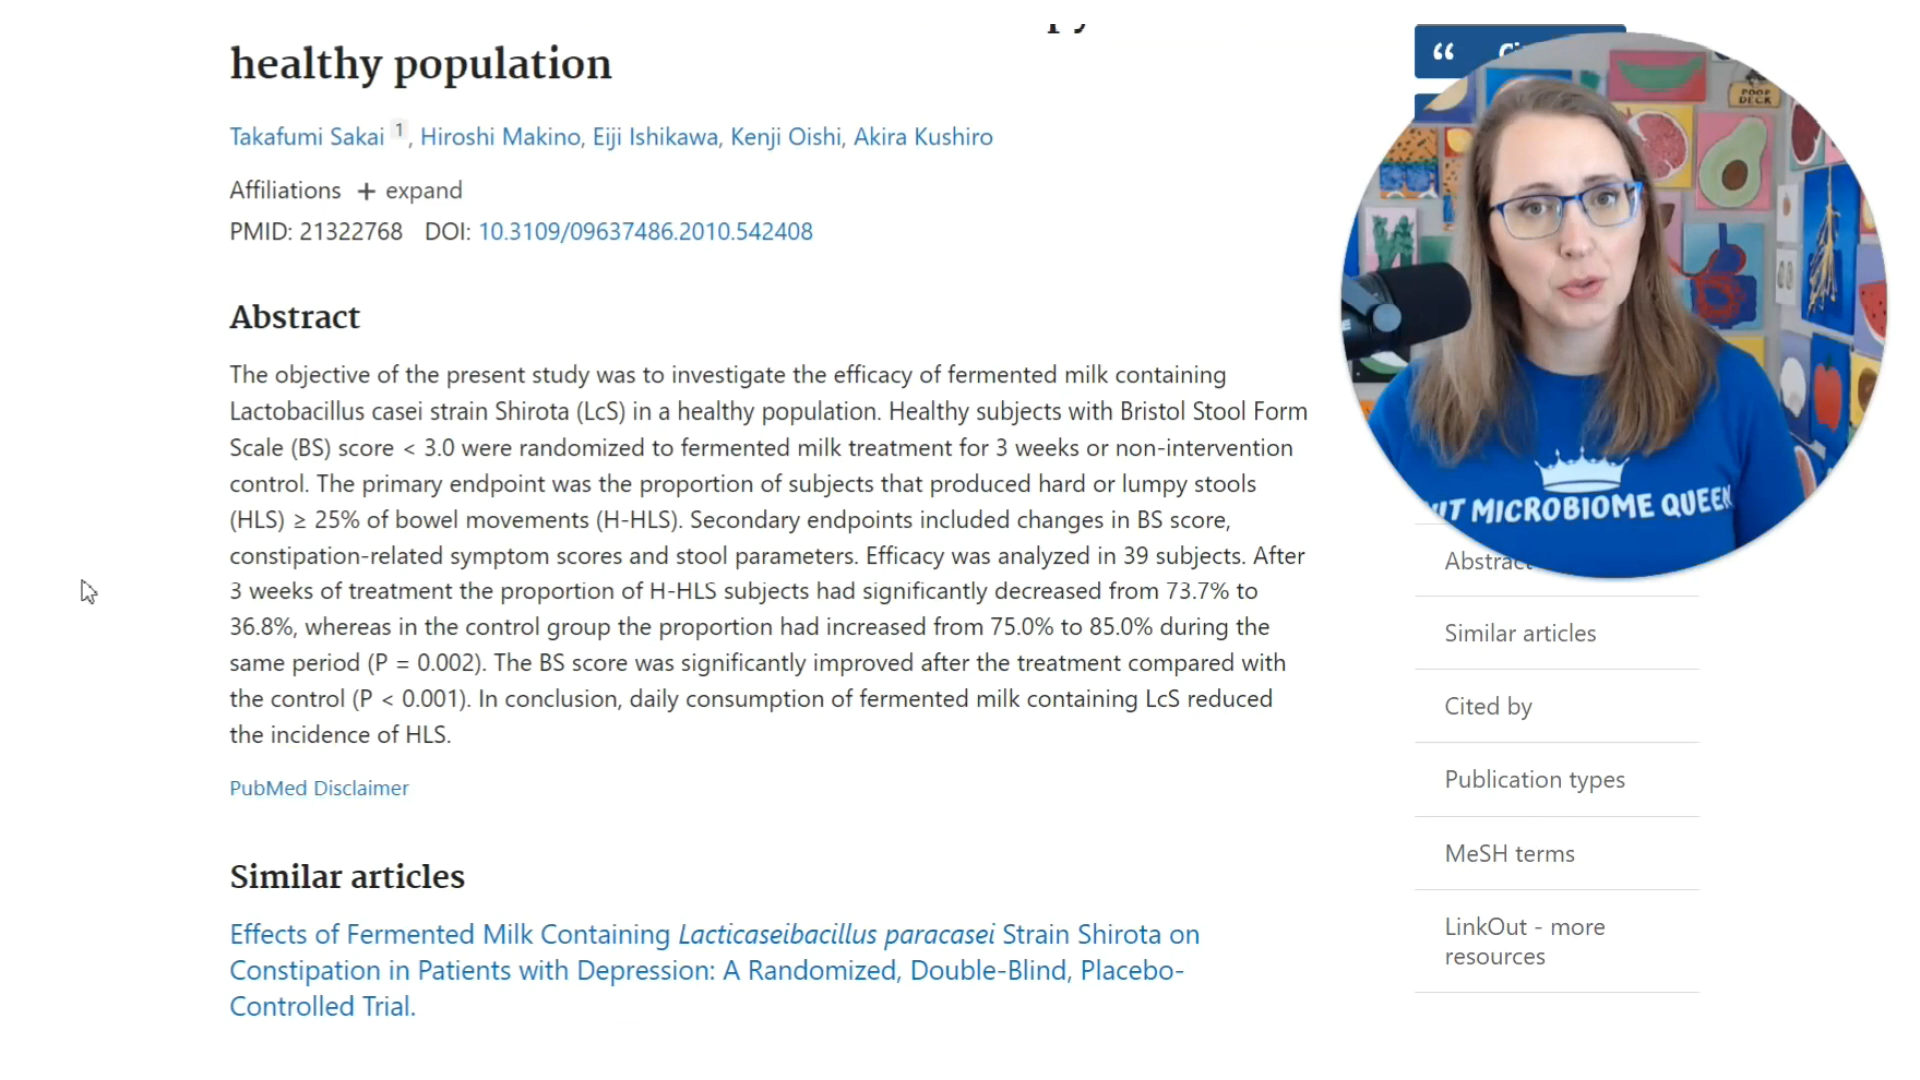 healthy population
Takafumi Sakai 1, Hiroshi Makino, Eiji Ishikawa, Kenji Oishi, Akira Kushiro
Affiliations + expand
PMID: 21322768 DOI: 10.3109/09637486.2010.542408
Abstract
The objective of the present study was to investigate the efficacy of fermented milk containing
Lactobacillus casei strain Shirota (LcS) in a healthy population. Healthy subjects with Bristol Stool Form
Scale (BS) score < 3.0 were randomized to fermented milk treatment for 3 weeks or non-intervention
control. The primary endpoint was the proportion of subjects that produced hard or lumpy stools
(HLS) ≥ 25% of bowel movements (H-HLS). Secondary endpoints included changes in BS score,
constipation-related symptom scores and stool parameters. Efficacy was analyzed in 39 subjects. After
3 weeks of treatment the proportion of H-HLS subjects had significantly decreased from 73.7% to
36.8%, whereas in the control group the proportion had increased from 75.0% to 85.0% during the
same period (P = 0.002). The BS score was significantly improved after the treatment compared with
the control (P < 0.001). In conclusion, daily consumption of fermented milk containing LcS reduced
the incidence of HLS.
PubMed Disclaimer
Similar articles
Effects of Fermented Milk Containing Lacticaseibacillus paracasei Strain Shirota on
Constipation in Patients with Depression: A Randomized, Double-Blind, Placebo-
Controlled Trial.
POOP
DECK
MICROBIOME QUEEN
Abstract
Similar articles
Cited by
Publication types
MeSH terms
LinkOut - more
resources